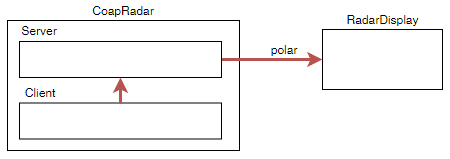 CoapRadar
Server
Client
polar
RadarDisplay